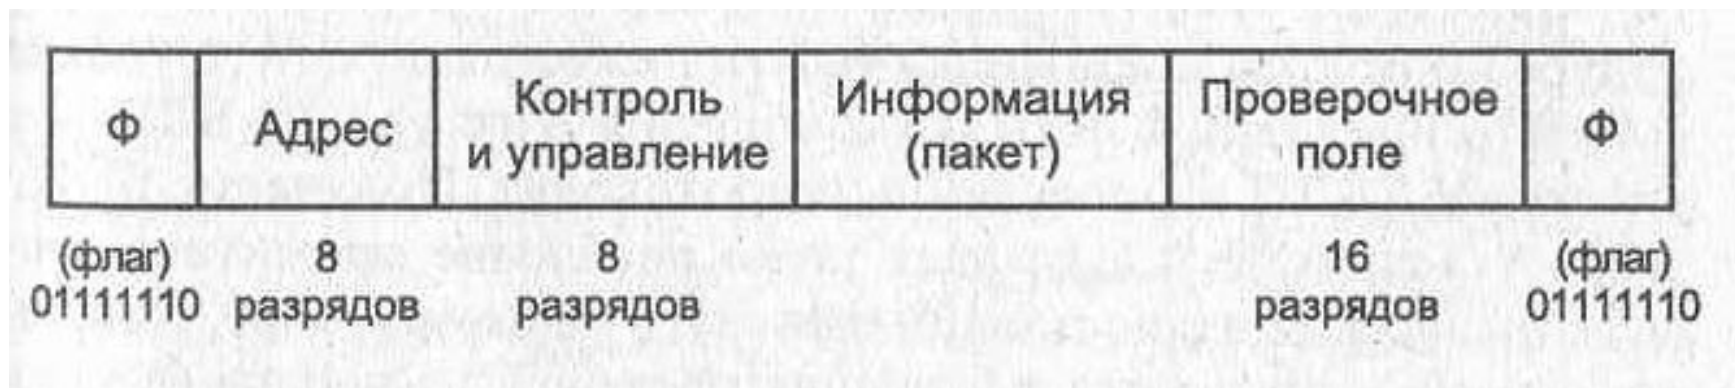 Ф
Адрес
Контроль
и управление
Информация
(пакет)
Проверочное
поле
Ф
(флаг)
01111110
8
разрядов
8
разрядов
16
разрядов
(флаг)
01111110